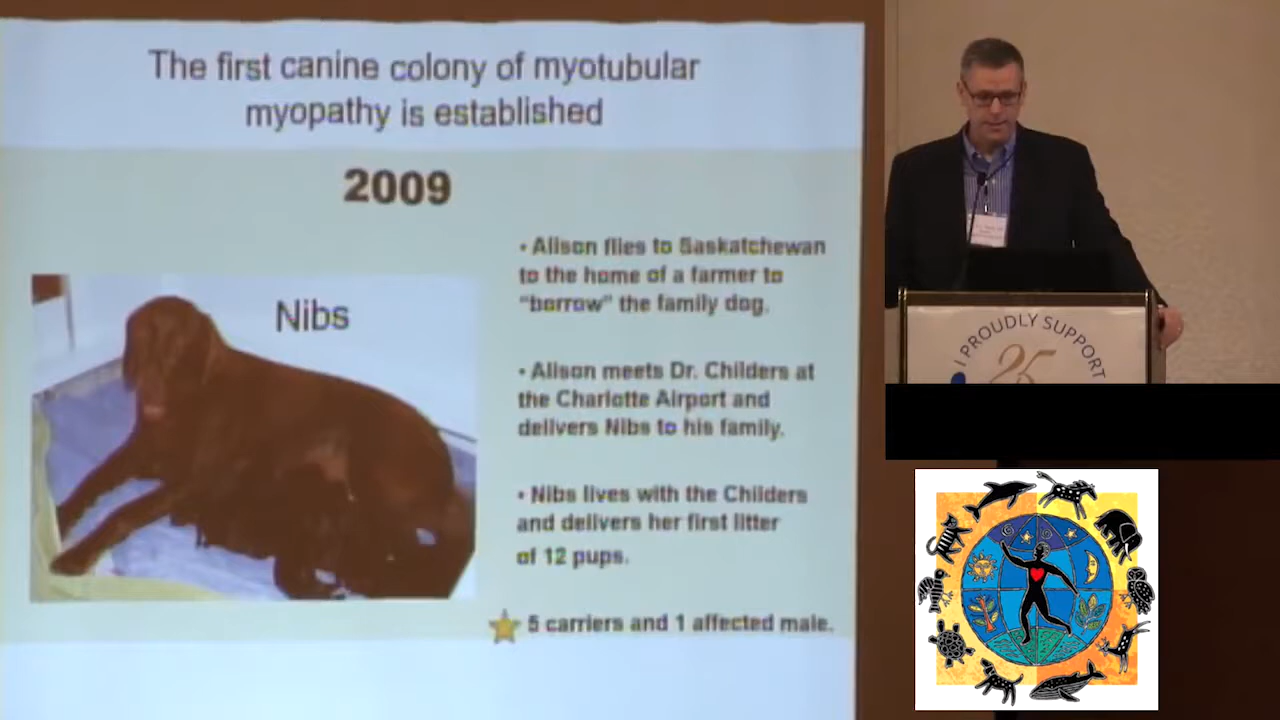 The first canine colony of myotubular
myopathy is established
2009
Nibs
• Alison flies to Saskatchewan
to the home of a farmer to
“borrow” the family dog.
• Alison meets Dr. Childers at
the Charlotte Airport and
delivers Nibs to his family.
• Nibs lives with the Childers
and delivers her first litter
of 12 pups.
5 carriers and 1 affected male.
I PROUDLY SUPPORT
25